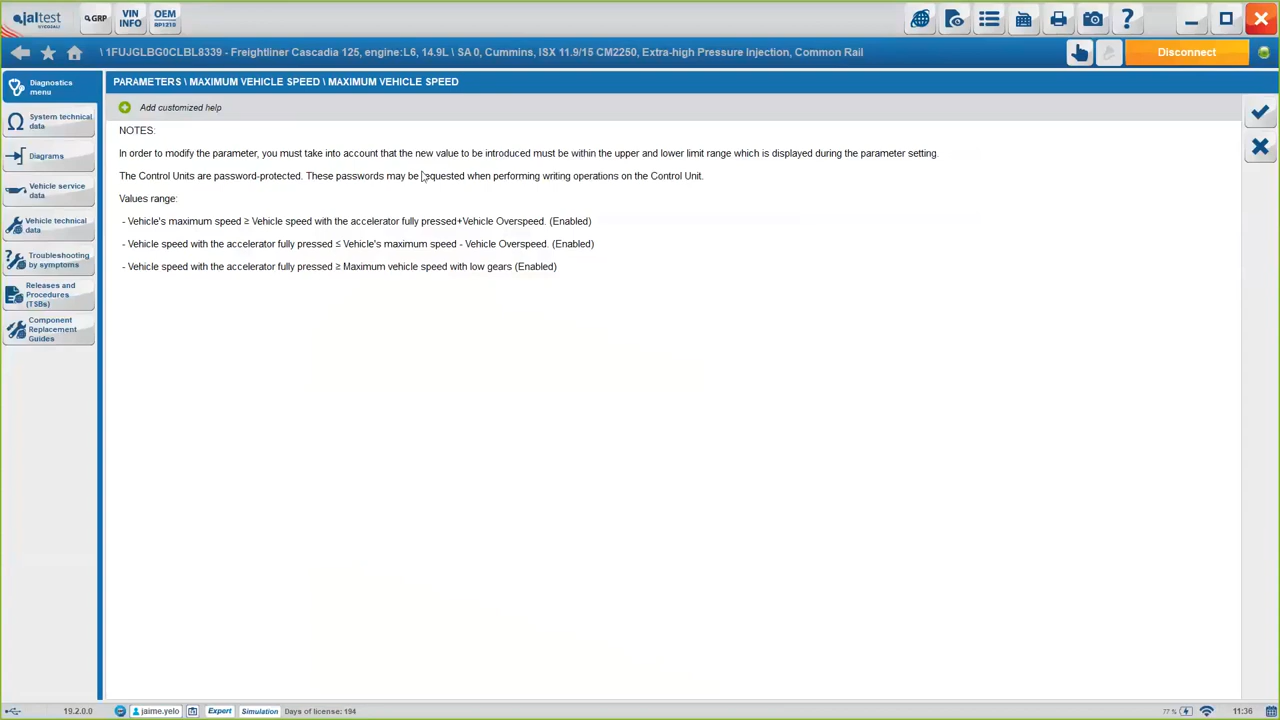 jaltest
BY COJALI
GRP
VIN
INFO
OEM
RP1210
?
\ 1FUJGLBG0CLBL8339 - Freightliner Cascadia 125, engine:L6, 14.9L \ SA 0, Cummins, ISX 11.9/15 CM2250, Extra-high Pressure Injection, Common Rail
Disconnect
Diagnostics
menu
PARAMETERS \ MAXIMUM VEHICLE SPEED \ MAXIMUM VEHICLE SPEED
Add customized help
System technical
data
Diagrams
Vehicle service
data
Vehicle technical
data
Troubleshooting
by symptoms
Releases and
Procedures
(TSBs)
Component
Replacement
Guides
NOTES:
In order to modify the parameter, you must take into account that the new value to be introduced must be within the upper and lower limit range which is displayed during the parameter setting.
The Control Units are password-protected. These passwords may be requested when performing writing operations on the Control Unit.
Values range:
- Vehicle's maximum speed ≥ Vehicle speed with the accelerator fully pressed+Vehicle Overspeed. (Enabled)
- Vehicle speed with the accelerator fully pressed ≤ Vehicle's maximum speed - Vehicle Overspeed. (Enabled)
- Vehicle speed with the accelerator fully pressed ≥ Maximum vehicle speed with low gears (Enabled)
19.2.0.0 jaime.yelo Expert Simulation Days of license: 194 77 % 11:36